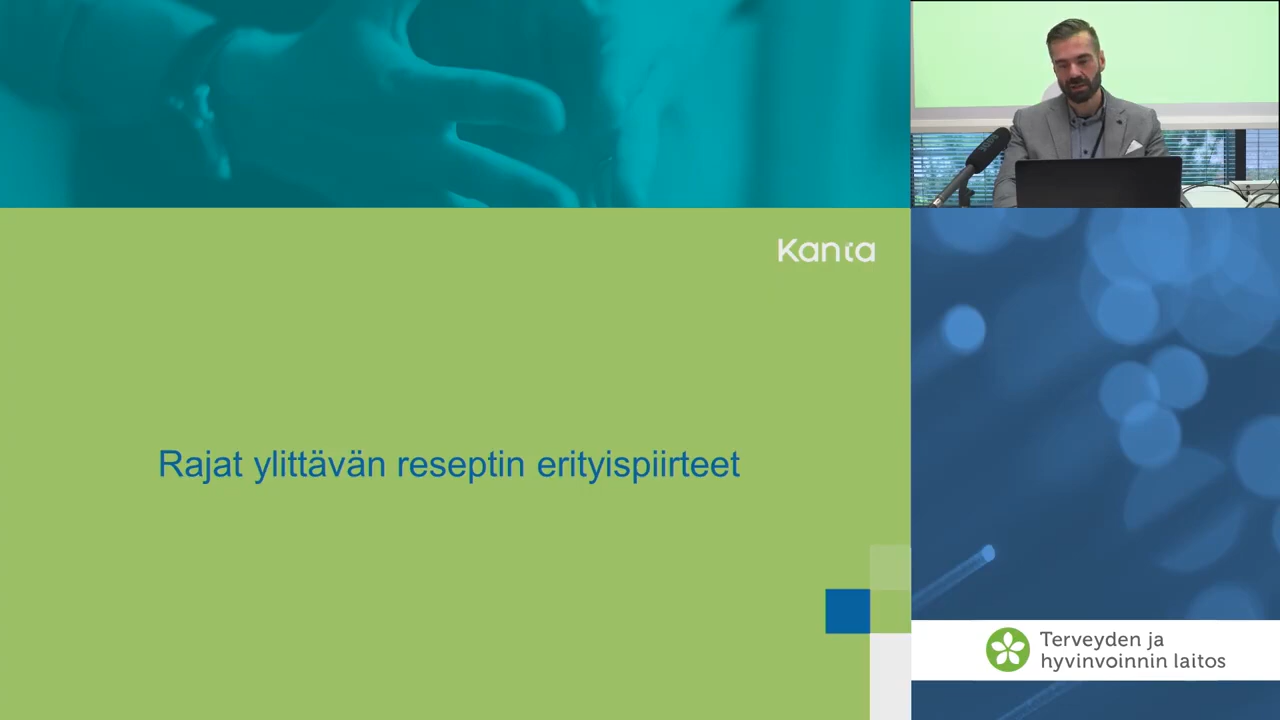 Kanta
Rajat ylittävän reseptin erityispiirteet
Terveyden ja
hyvinvoinnin laitos